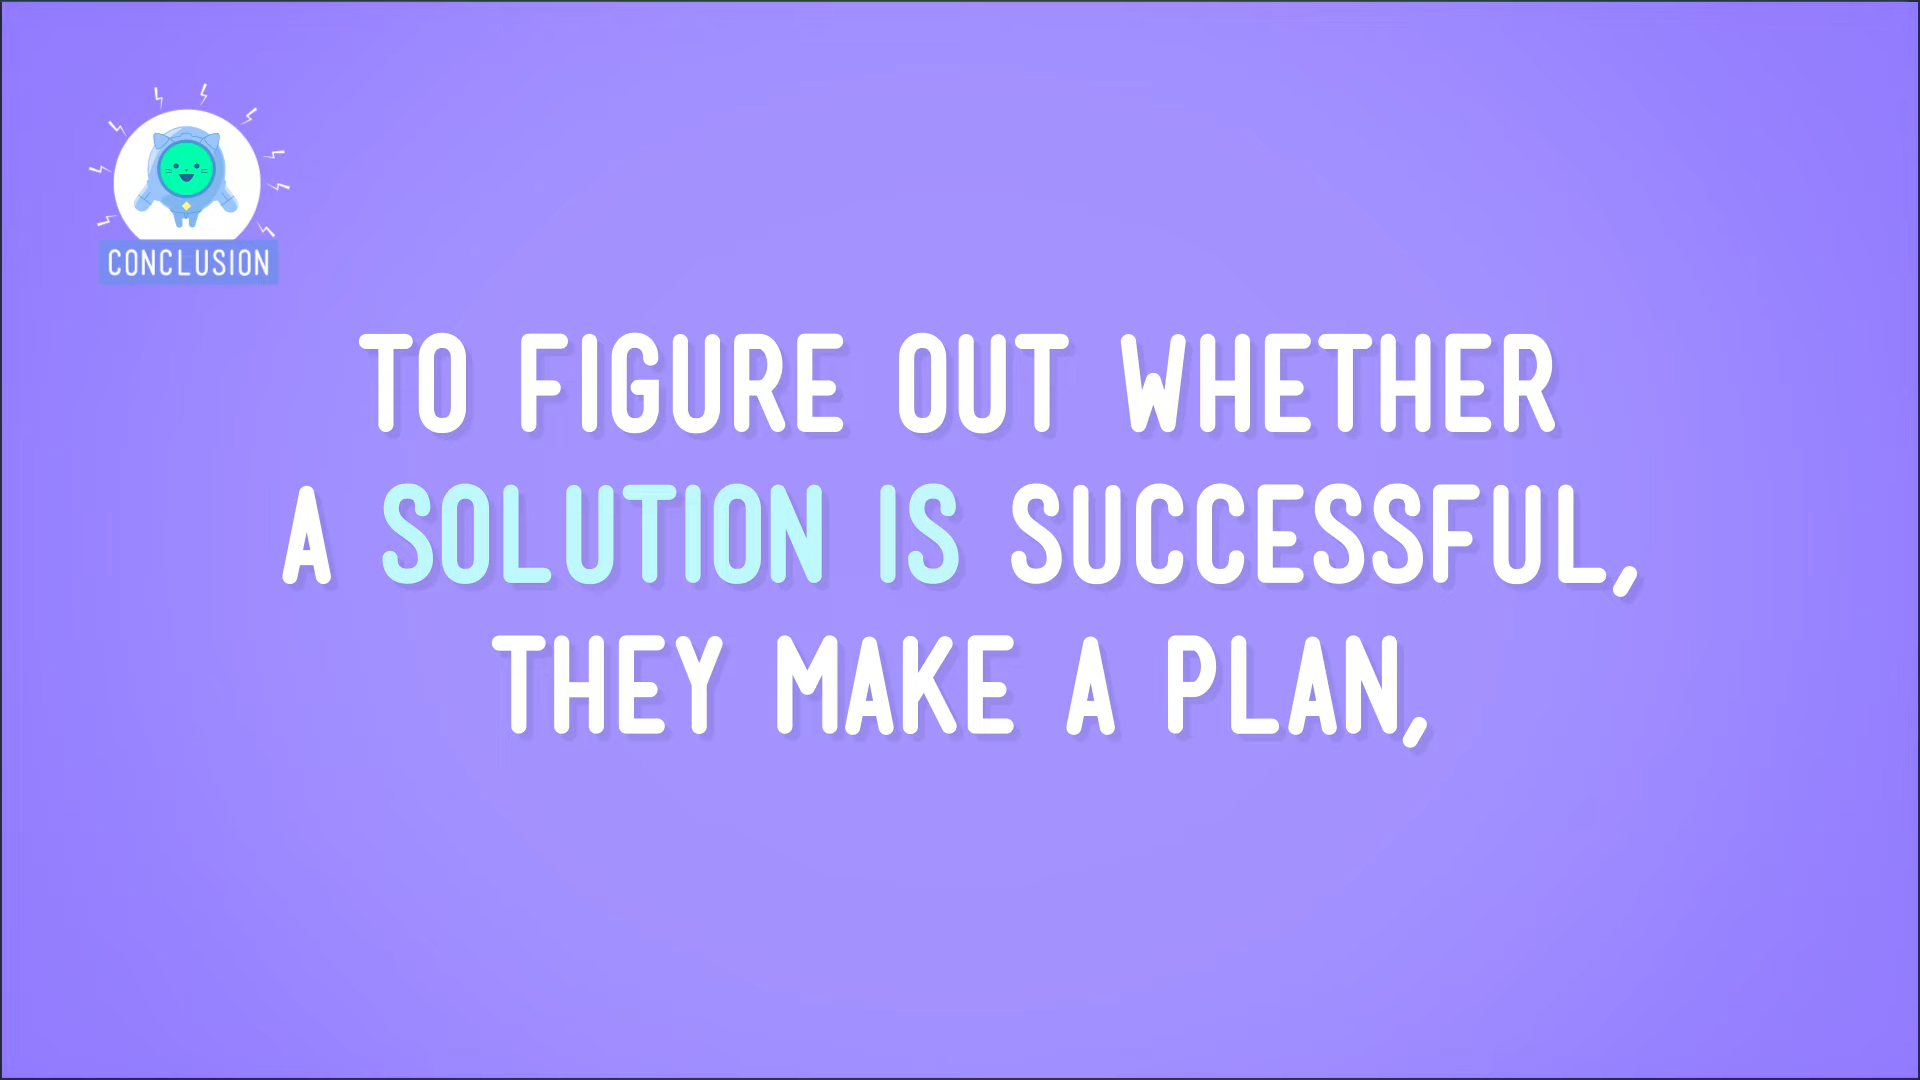 CONCLUSION
TO FIGURE OUT WHETHER
A SOLUTION IS SUCCESSFUL,
THEY MAKE A PLAN,